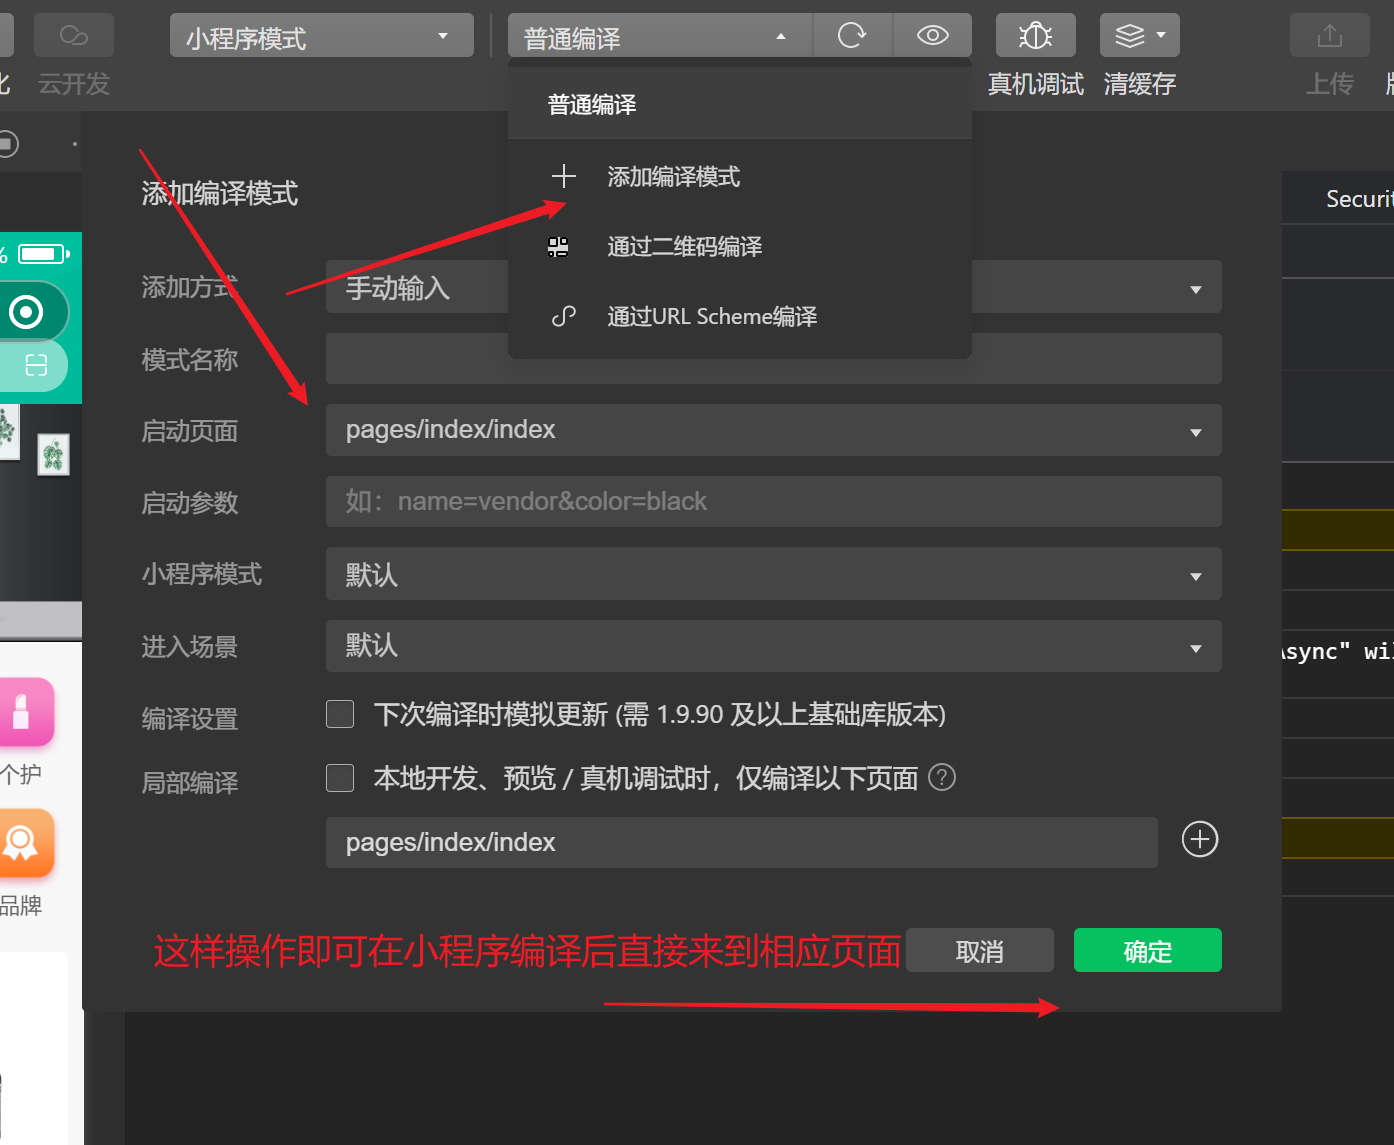 小程序模式
普通编译
云开发
真机调试
清缓存
上传
普通编译
添加编译模式
通过二维码编译
通过URL Scheme编译
添加编译模式
添加方式
手动输入
模式名称
启动页面
pages/index/index
启动参数
如：name=vendor&color=black
小程序模式
默认
进入场景
默认
编译设置
下次编译时模拟更新 (需 1.9.90 及以上基础库版本)
局部编译
本地开发、预览 / 真机调试时，仅编译以下页面
pages/index/index
这样操作即可在小程序编译后直接来到相应页面
取消
确定
%
个护
品牌
Securit
Async" wil